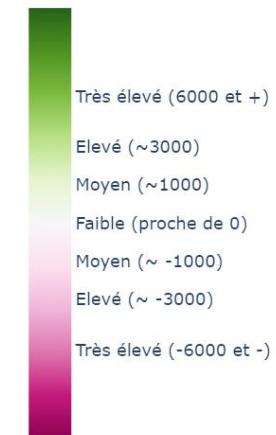 Très élevé (6000 et +)
Elevé (~3000)
Moyen (~1000)
Faible (proche de 0)
Moyen (~ -1000)
Elevé (~ -3000)
Très élevé (-6000 et -)